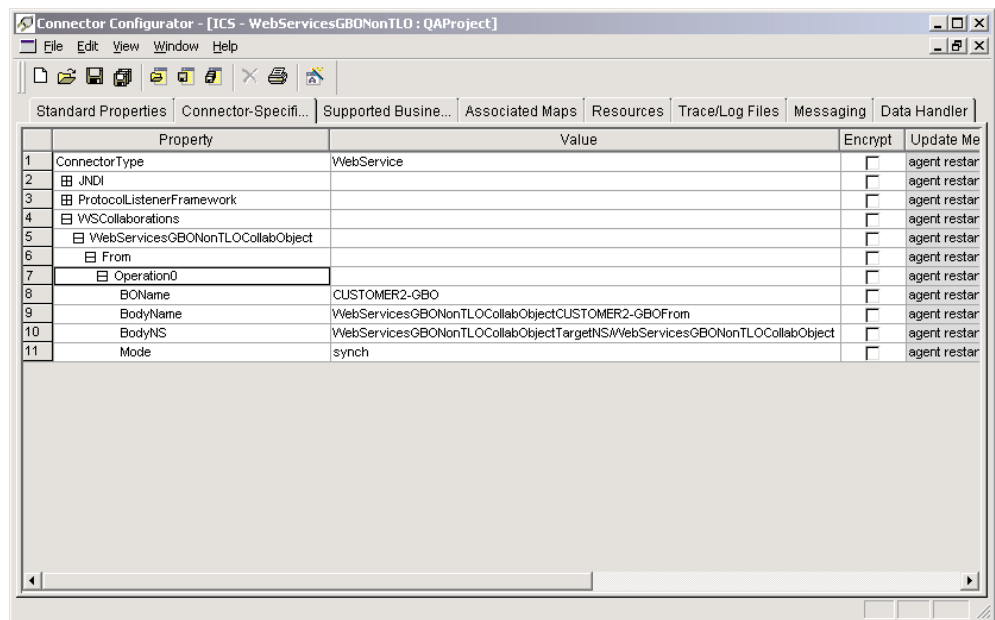 Connector Configurator - [ICS - WebServicesGBONonTLO : QAProject]
File Edit View Window Help
Standard Properties Connector-Specifi... Supported Busine... Associated Maps Resources Trace/Log Files Messaging Data Handler
Property Value Encrypt Update Me
1 ConnectorType WebService agent restar
2 JNDI agent restar
3 ProtocolListenerFramework agent restar
4 WSCollaborations agent restar
5 WebServicesGBONonTLOCollabObject agent restar
6 From agent restar
7 Operation0 agent restar
8 BOName CUSTOMER2-GBO agent restar
9 BodyName WebServicesGBONonTLOCollabObjectCUSTOMER2-GBOFrom agent restar
10 BodyNS WebServicesGBONonTLOCollabObjectTargetNS/WebServicesGBONonTLOCollabObject agent restar
11 Mode synch agent restar